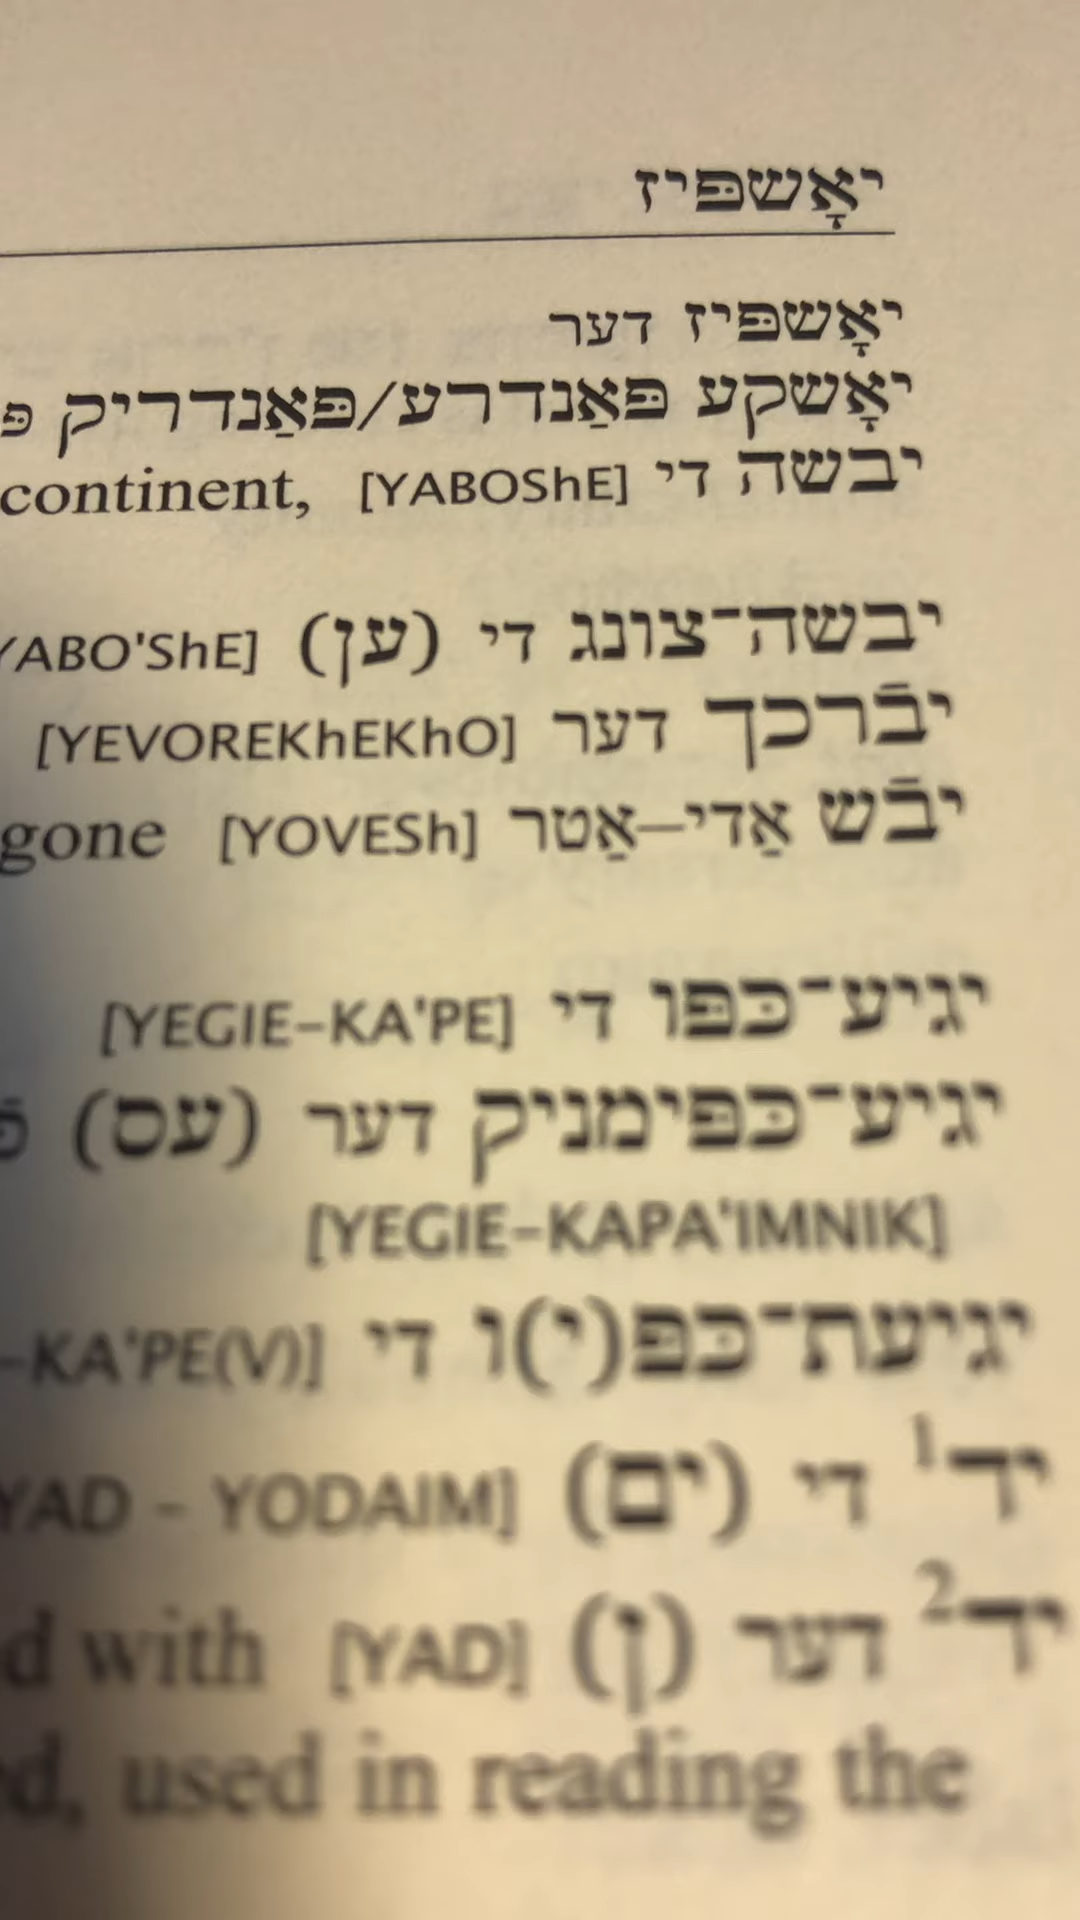 יאָשפּיז
יאָשפּיז דער
יאָשקע פּאַנדרע/פּאַנדריק פּ
יבשה די [YABOShE] continent,
יבשה־צונג די (ען) YABO'ShE]
יבֿרכך דער [YEVOREKhEKhO]
יבֿש אַדי–אַטר [YOVESh] gone
יגיע־כּפּו די [YEGIE–KA'PE]
יגיע־כּפּימניק דער (עס)
[YEGIE–KAPA'IMNIK]
יגיעת־כּפּ(י)ו די –KA'PE(V)]
יד¹ די (ים) YAD – YODAIM]
יד² דער (ן) [YAD] d with
d, used in reading the